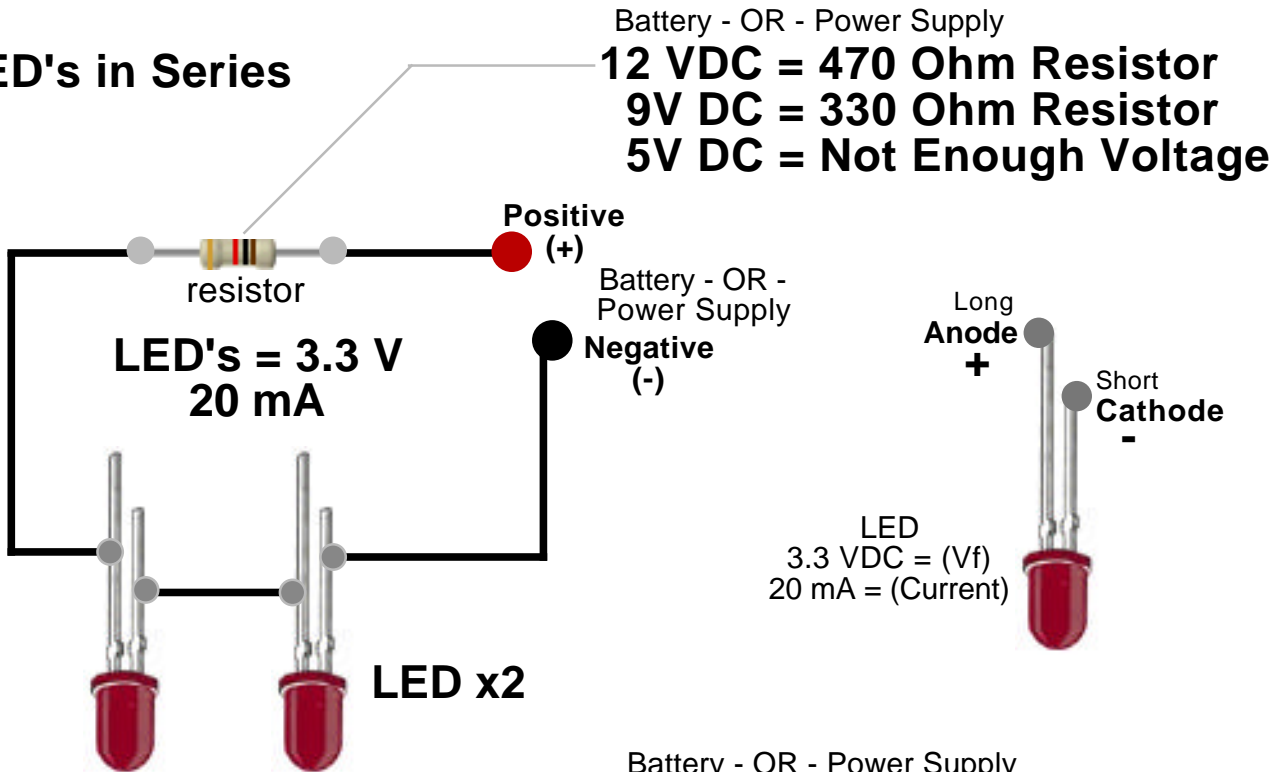 Battery - OR - Power Supply
ED's in Series
12 VDC = 470 Ohm Resistor
9V DC = 330 Ohm Resistor
5V DC = Not Enough Voltage
Positive
(+)
resistor
Battery - OR -
Power Supply
Negative
(-)
LED's = 3.3 V
20 mA
Long
Anode
+
Short
Cathode
-
LED
3.3 VDC = (Vf)
20 mA = (Current)
LED x2
Battery - OR - Power Supply